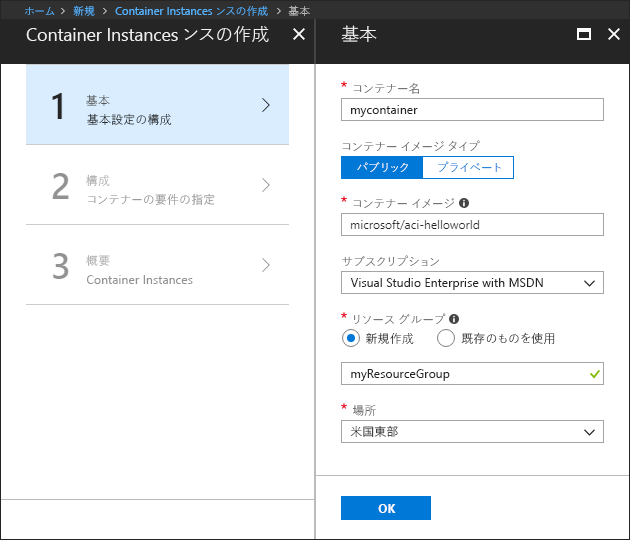 ホーム > 新規 > Container Instances ンスの作成 > 基本
Container Instances ンスの作成
1
基本
基本設定の構成
2
構成
コンテナーの要件の指定
3
概要
Container Instances
基本
* コンテナー名
mycontainer
コンテナー イメージ タイプ
パブリック プライベート
* コンテナー イメージ
microsoft/aci-helloworld
サブスクリプション
Visual Studio Enterprise with MSDN
* リソース グループ
新規作成 既存のものを使用
myResourceGroup
* 場所
米国東部
OK